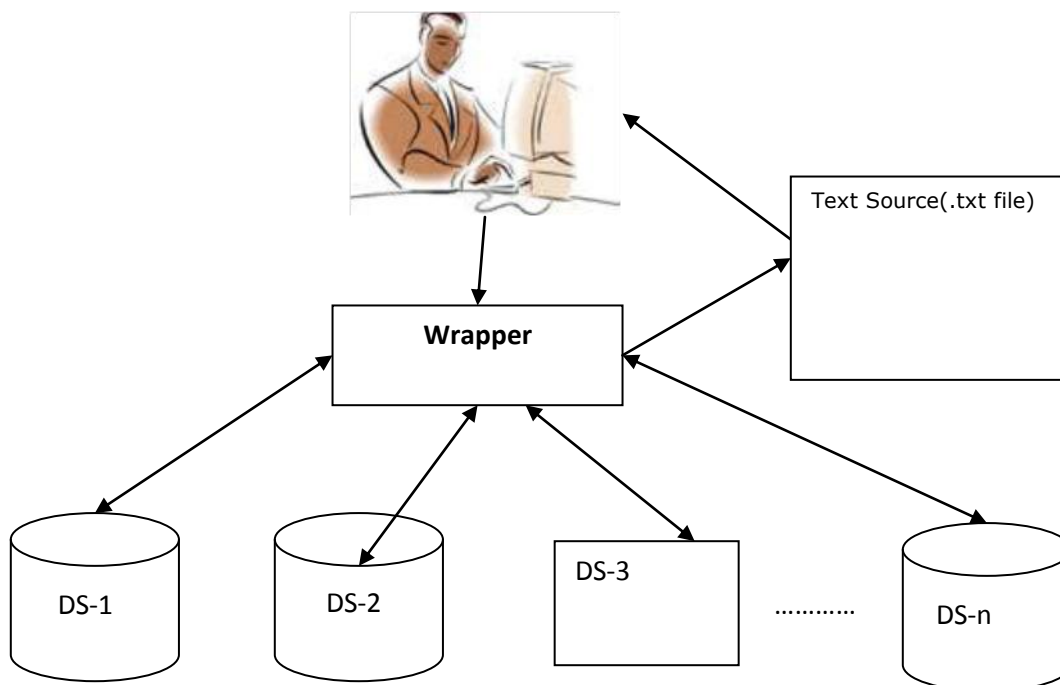 Text Source(.txt file)
Wrapper
DS-1
DS-2
DS-3
…………
DS-n